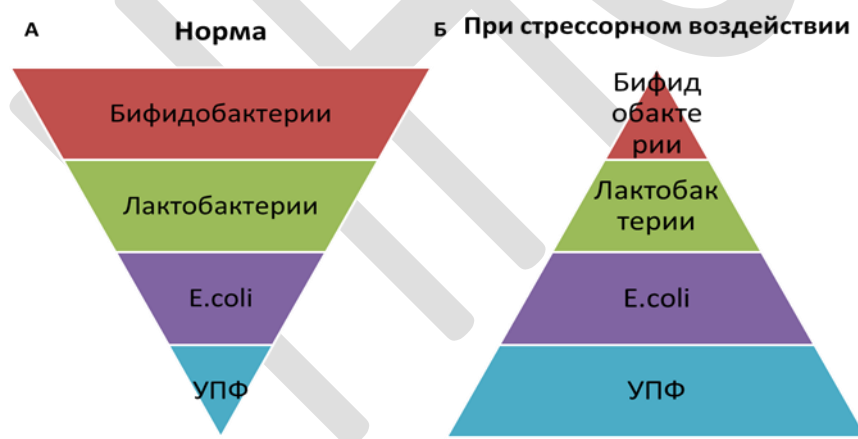 А Норма
Бифидобактерии
Лактобактерии
E.coli
УПФ
Б При стрессорном воздействии
Бифид
обакте
рии
Лактобак
терии
E.coli
УПФ